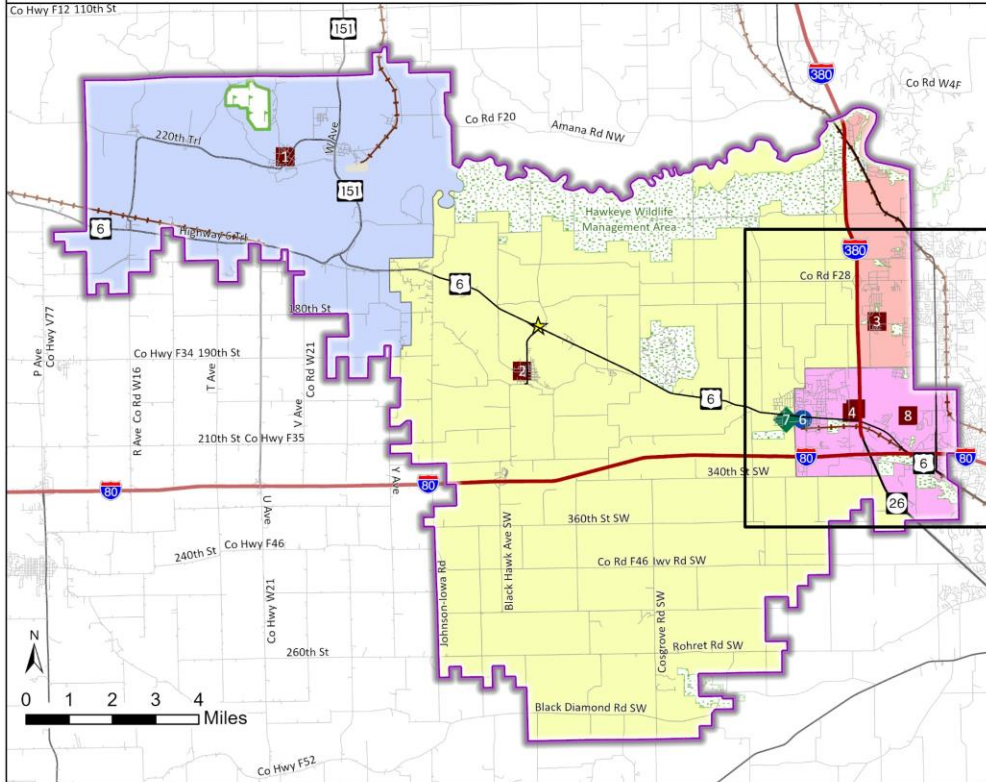 Co Hwy F12 110th St
151
380
Co Rd W4F
Co Rd F20
Amana Rd NW
220th Trl
W Ave
1
151
Hawkeye Wildlife
Management Area
6
Highway 6 Trl
380
6
Co Rd F28
180th St
3
P Ave
Co Hwy V77
Co Hwy F34 190th St
R Ave Co Rd W16
T Ave
V Ave
Co Rd W21
2
6
7
6
4
8
210th St Co Hwy F35
Y Ave
80
6
80
80
80
340th St SW
U Ave
26
360th St SW
240th St
Co Hwy F46
Co Hwy W21
Johnson-Iowa Rd
Black Hawk Ave SW
Co Rd F46 Iwv Rd SW
Cosgrove Rd SW
260th St
Rohret Rd SW
N
0 1 2 3 4
Miles
Black Diamond Rd SW
Co Hwy F52